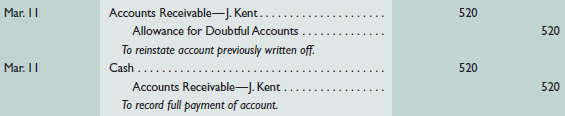 Mar. 11 Accounts Receivable—J. Kent . . . . . . . . . . . . . . . . . . . . . 520
Allowance for Doubtful Accounts . . . . . . . . . . . . . . 520
To reinstate account previously written off.
Mar. 11 Cash . . . . . . . . . . . . . . . . . . . . . . . . . . . . . . . . . . . . . . . . . 520
Accounts Receivable—J. Kent . . . . . . . . . . . . . . . . . 520
To record full payment of account.